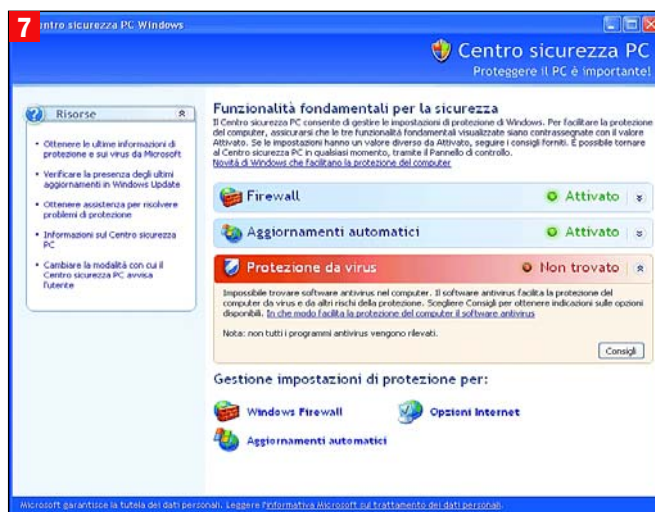 7
entro sicurezza PC Windows
Centro sicurezza PC
Proteggere il PC è importante!
Risorse
Ottenere le ultime informazioni di
protezione e sui virus da Microsoft
Verificare la presenza degli ultimi
aggiornamenti in Windows Update
Ottenere assistenza per risolvere
problemi di protezione
Informazioni sul Centro sicurezza
PC
Cambiare la modalità con cui il
Centro sicurezza PC avvisa
l'utente
Funzionalità fondamentali per la sicurezza
Il Centro sicurezza PC consente di gestire le impostazioni di protezione di Windows. Per facilitare la protezione
del computer, assicurarsi che le tre funzionalità fondamentali visualizzate siano contrassegnate con il valore
Attivato. Se le impostazioni hanno un valore diverso da Attivato, seguire i consigli forniti. È possibile tornare
al Centro sicurezza PC in qualsiasi momento, tramite il Pannello di controllo.
Novità di Windows che facilitano la protezione del computer
Firewall Attivato
Aggiornamenti automatici Attivato
Protezione da virus Non trovato
Impossibile trovare software antivirus nel computer. Il software antivirus facilita la protezione del
computer da virus e da altri rischi della protezione. Scegliere Consigli per ottenere indicazioni sulle opzioni
disponibili. In che modo facilita la protezione del computer il software antivirus
Nota: non tutti i programmi antivirus vengono rilevati.
Consigli
Gestione impostazioni di protezione per:
Windows Firewall Opzioni Internet
Aggiornamenti automatici
Microsoft garantisce la tutela dei dati personali. Leggere l'informativa Microsoft sul trattamento dei dati personali.